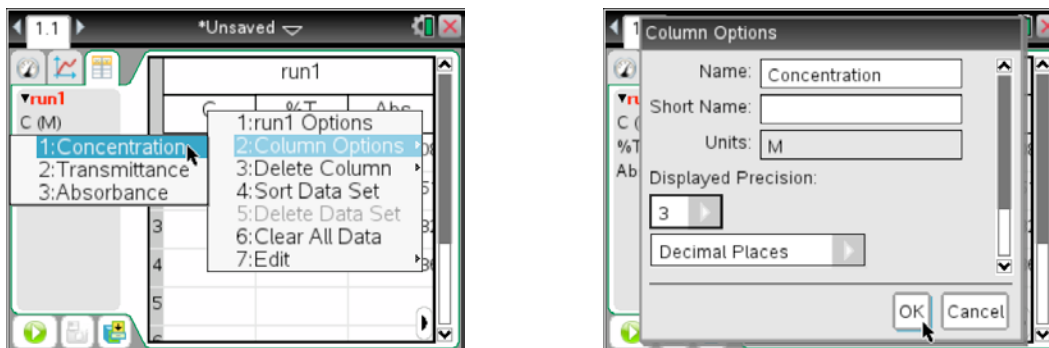 1.1
*Unsaved
run1
C (M)
run1
%T
1:run1 Options
2:Column Options
3:Delete Column
4:Sort Data Set
5:Delete Data Set
6:Clear All Data
7:Edit
1:Concentration
2:Transmittance
3:Absorbance
3
4
5
Column Options
Name: Concentration
Short Name:
Units: M
Displayed Precision:
3
Decimal Places
OK Cancel
%T